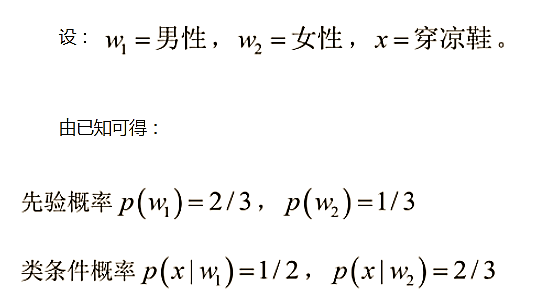 设： w₁ = 男性， w₂ = 女性， x = 穿凉鞋。
由已知可得：
先验概率 p(w₁) = 2/3， p(w₂) = 1/3
类条件概率 p(x|w₁) = 1/2， p(x|w₂) = 2/3